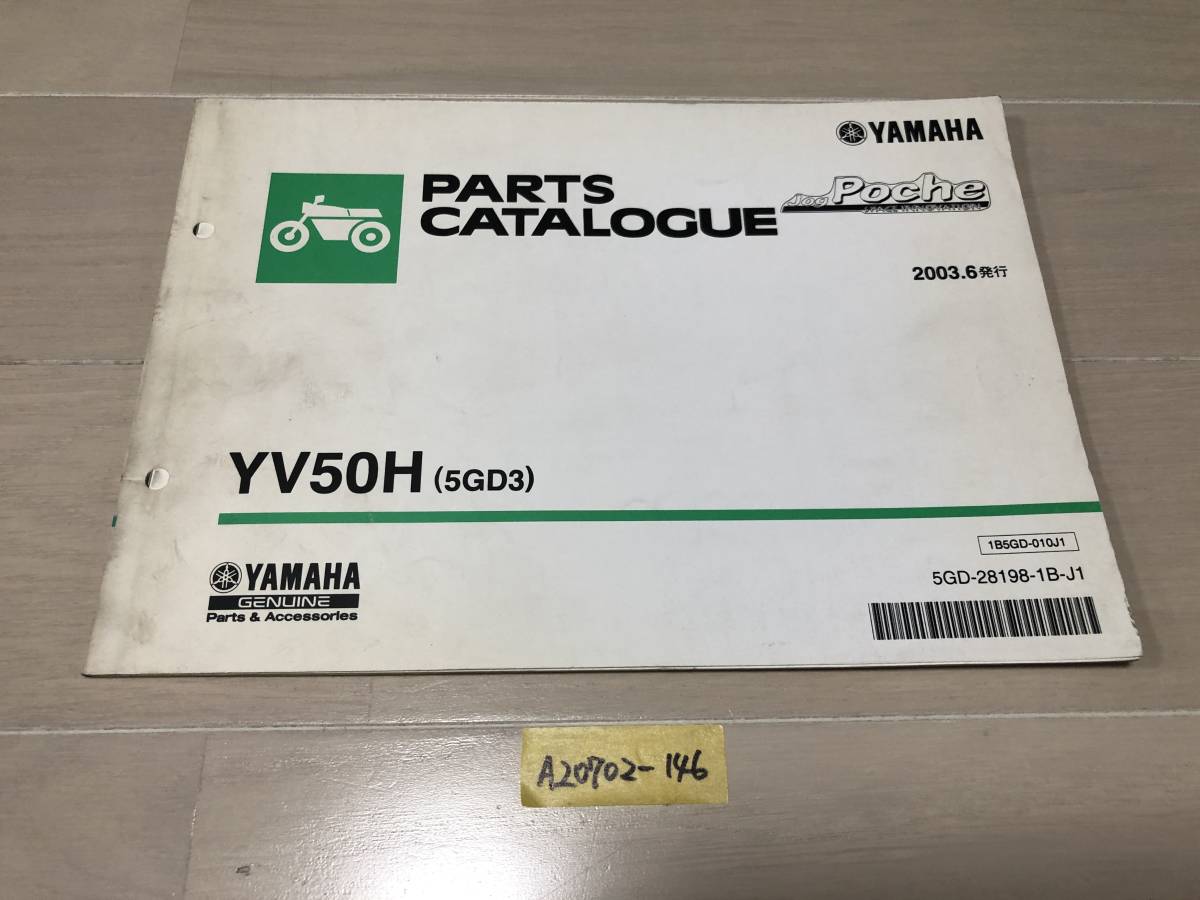 YAMAHA
PARTS
CATALOGUE
Jog Poche
2003.6発行
YV50H (5GD3)
1B5GD-010J1
5GD-28198-1B-J1
YAMAHA
GENUINE
Parts & Accessories
A20702-146